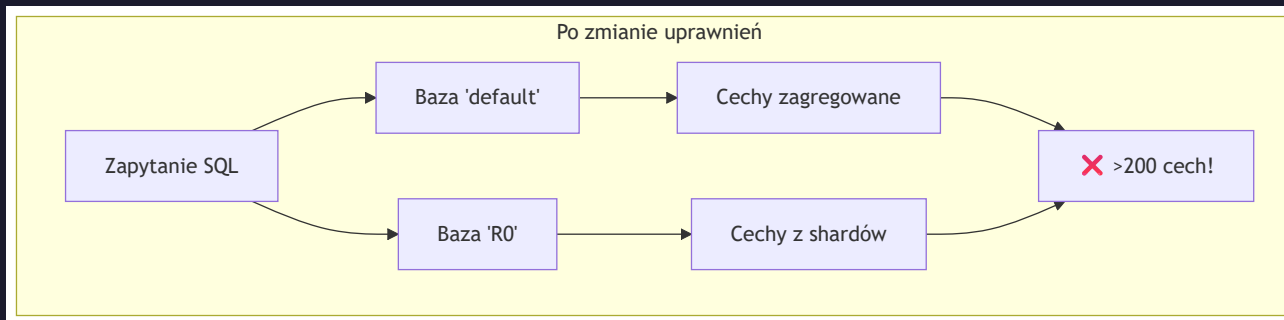 Po zmianie uprawnień
Zapytanie SQL
Baza 'default'
Cechy zagregowane
Baza 'R0'
Cechy z shardów
❌ >200 cech!